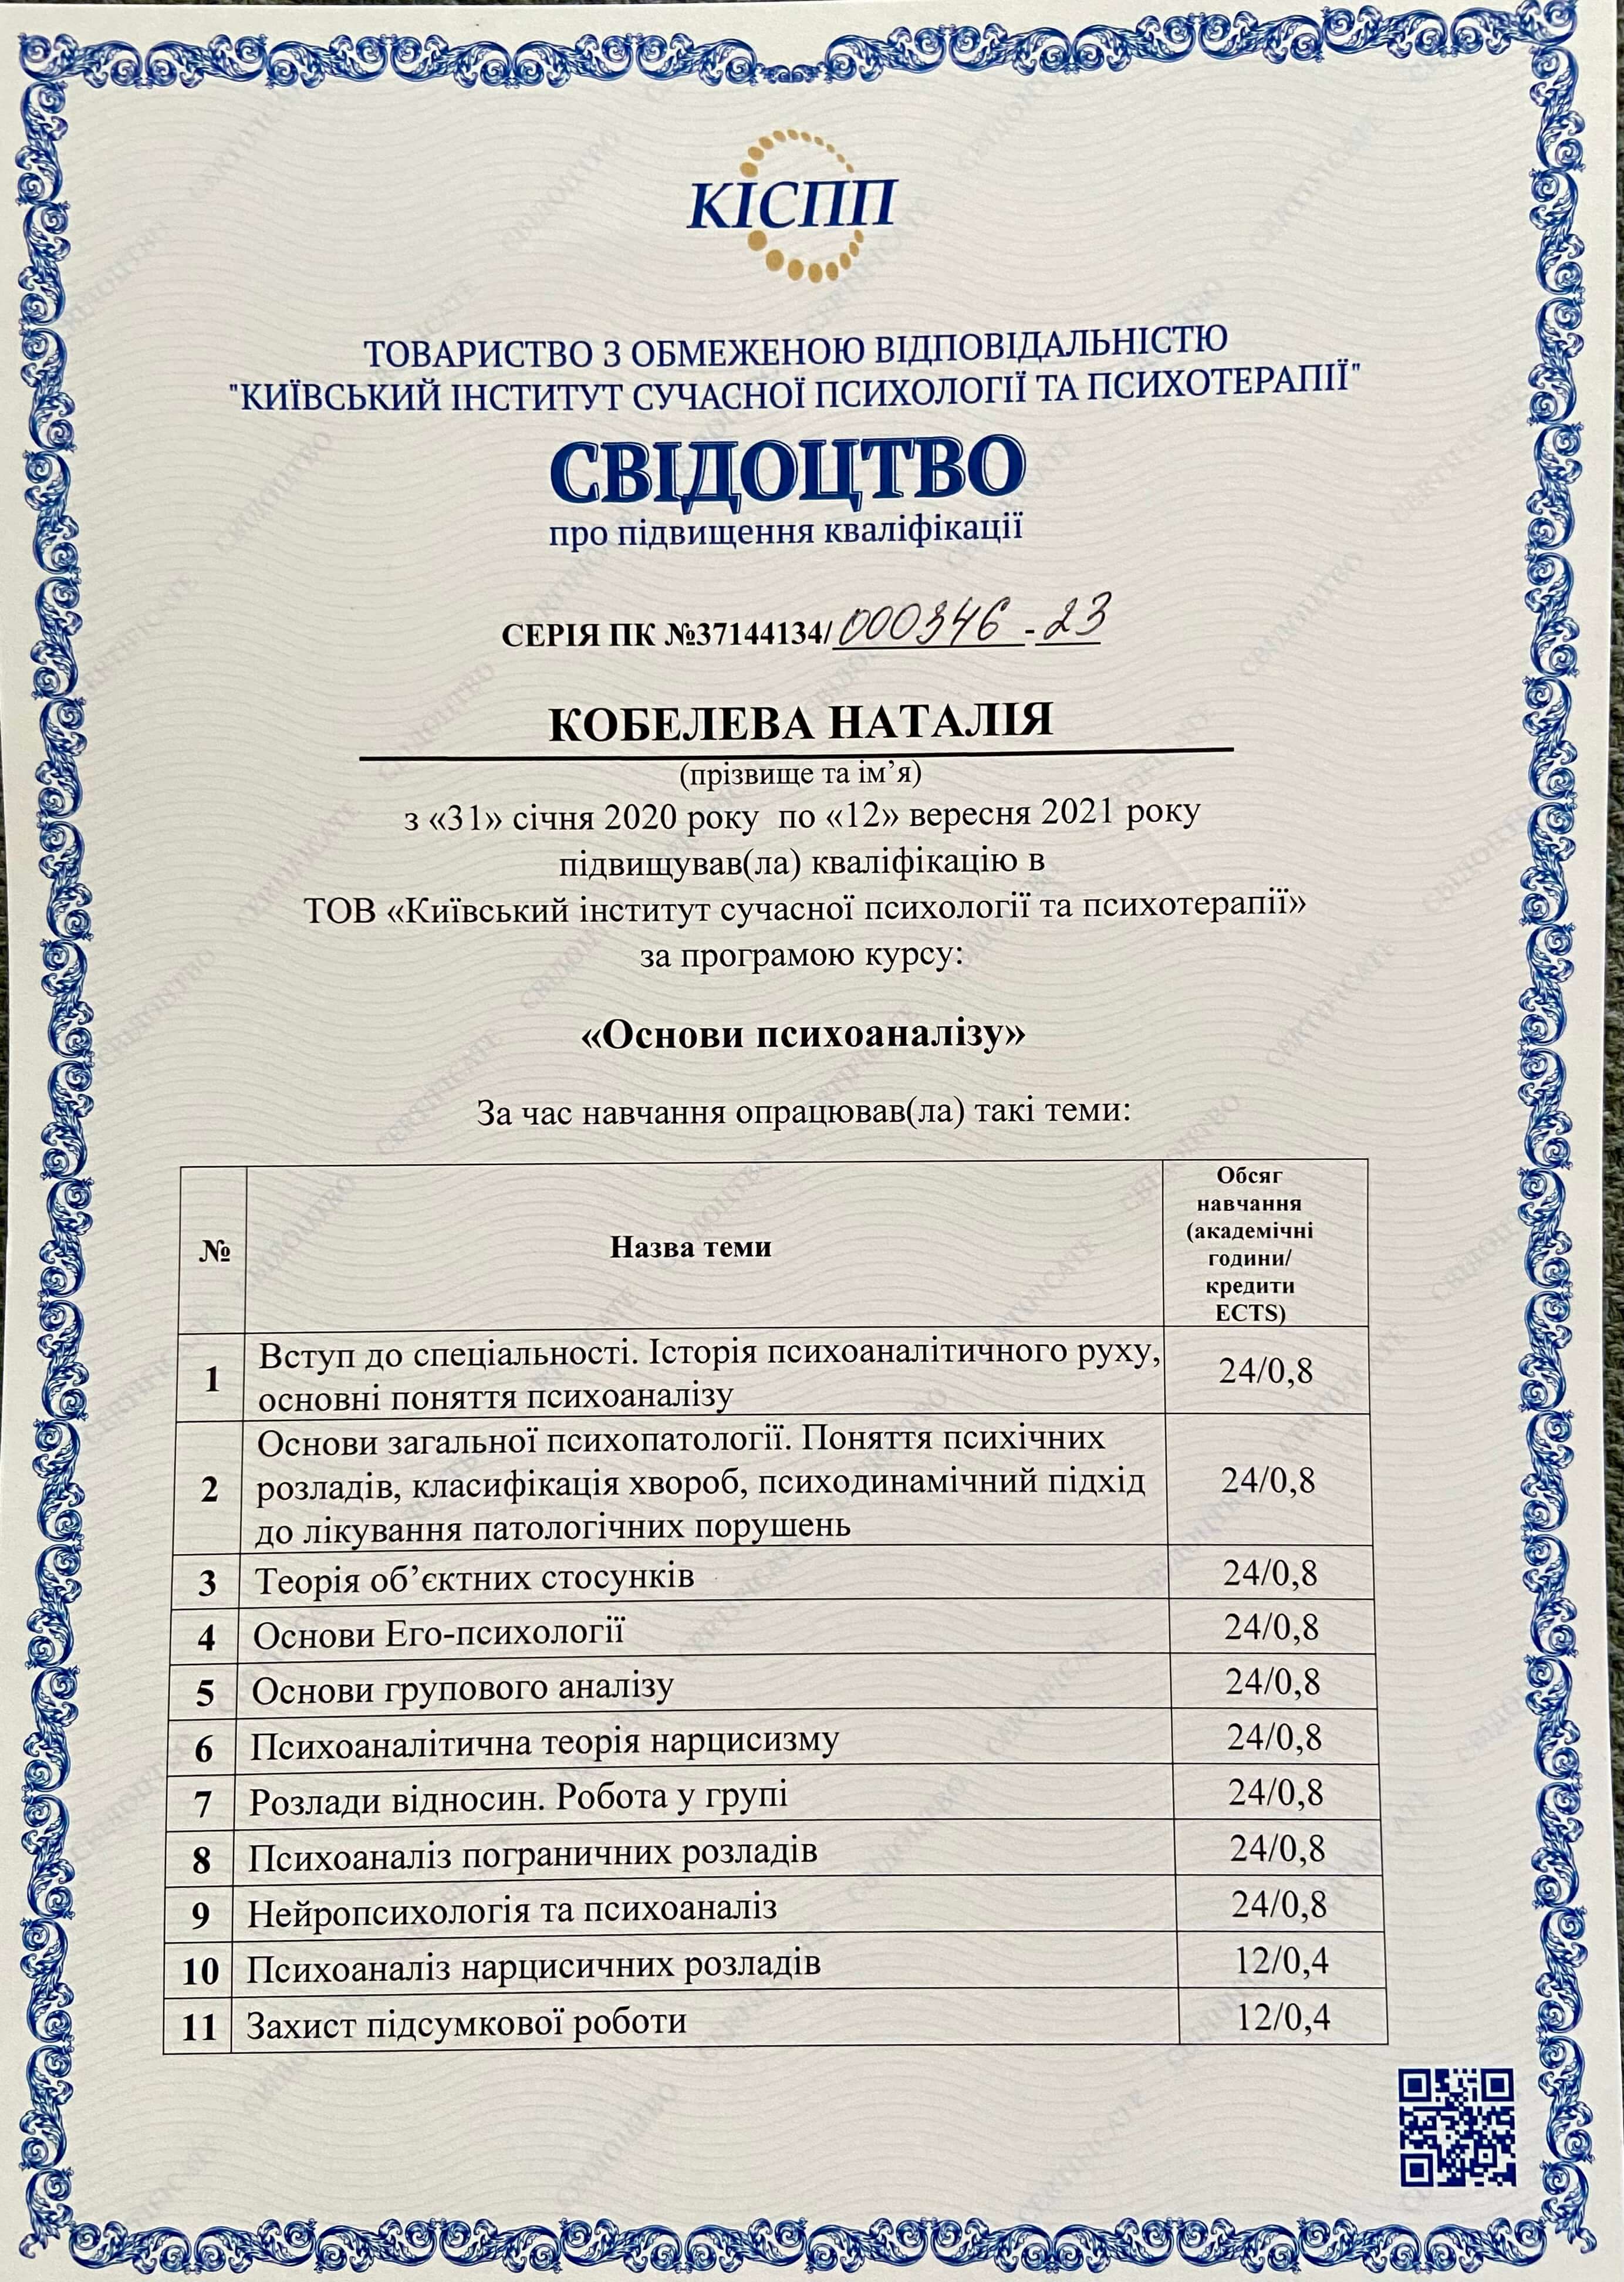 КІСПП
ТОВАРИСТВО З ОБМЕЖЕНОЮ ВІДПОВІДАЛЬНІСТЮ
"КИЇВСЬКИЙ ІНСТИТУТ СУЧАСНОЇ ПСИХОЛОГІЇ ТА ПСИХОТЕРАПІЇ"
СВІДОЦТВО
про підвищення кваліфікації
СЕРІЯ ПК №37144134/000346-23
КОБЕЛЕВА НАТАЛІЯ
(прізвище та ім’я)
з «31» січня 2020 року по «12» вересня 2021 року
підвищував(ла) кваліфікацію в
ТОВ «Київський інститут сучасної психології та психотерапії»
за програмою курсу:
«Основи психоаналізу»
За час навчання опрацював(ла) такі теми:
№ Назва теми
Обсяг
навчання
(академічні
години/
кредити
ECTS)
1 Вступ до спеціальності. Історія психоаналітичного руху,
основні поняття психоаналізу
24/0,8
2 Основи загальної психопатології. Поняття психічних
розладів, класифікація хвороб, психодинамічний підхід
до лікування патологічних порушень
24/0,8
3 Теорія об’єктних стосунків 24/0,8
4 Основи Его-психології 24/0,8
5 Основи групового аналізу 24/0,8
6 Психоаналітична теорія нарцисизму 24/0,8
7 Розлади відносин. Робота у групі 24/0,8
8 Психоаналіз пограничних розладів 24/0,8
9 Нейропсихологія та психоаналіз 24/0,8
10 Психоаналіз нарцисичних розладів 12/0,4
11 Захист підсумкової роботи 12/0,4